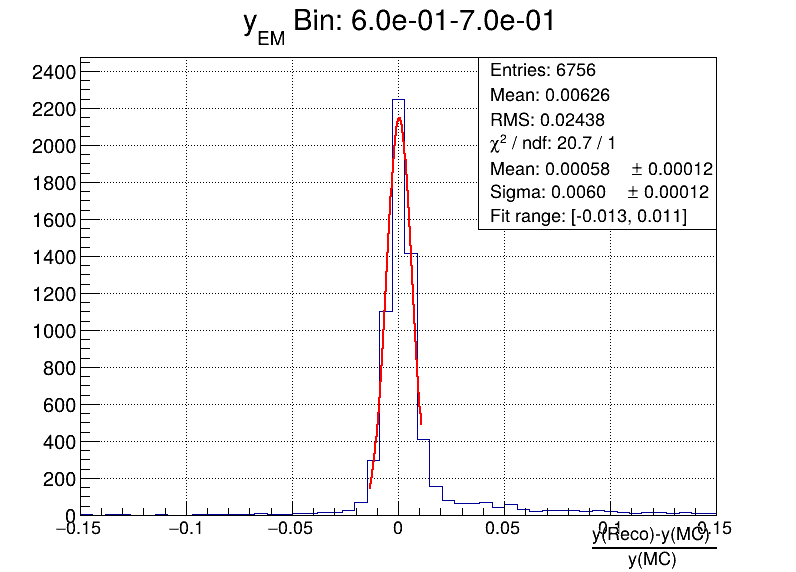 y_EM Bin: 6.0e-01-7.0e-01
Entries: 6756
Mean: 0.00626
RMS: 0.02438
χ² / ndf: 20.7 / 1
Mean: 0.00058 ± 0.00012
Sigma: 0.0060 ± 0.00012
Fit range: [-0.013, 0.011]
2400
2200
2000
1800
1600
1400
1200
1000
800
600
400
200
0
−0.15 −0.1 −0.05 0 0.05 0.1 0.15
y(Reco)-y(MC)
y(MC)